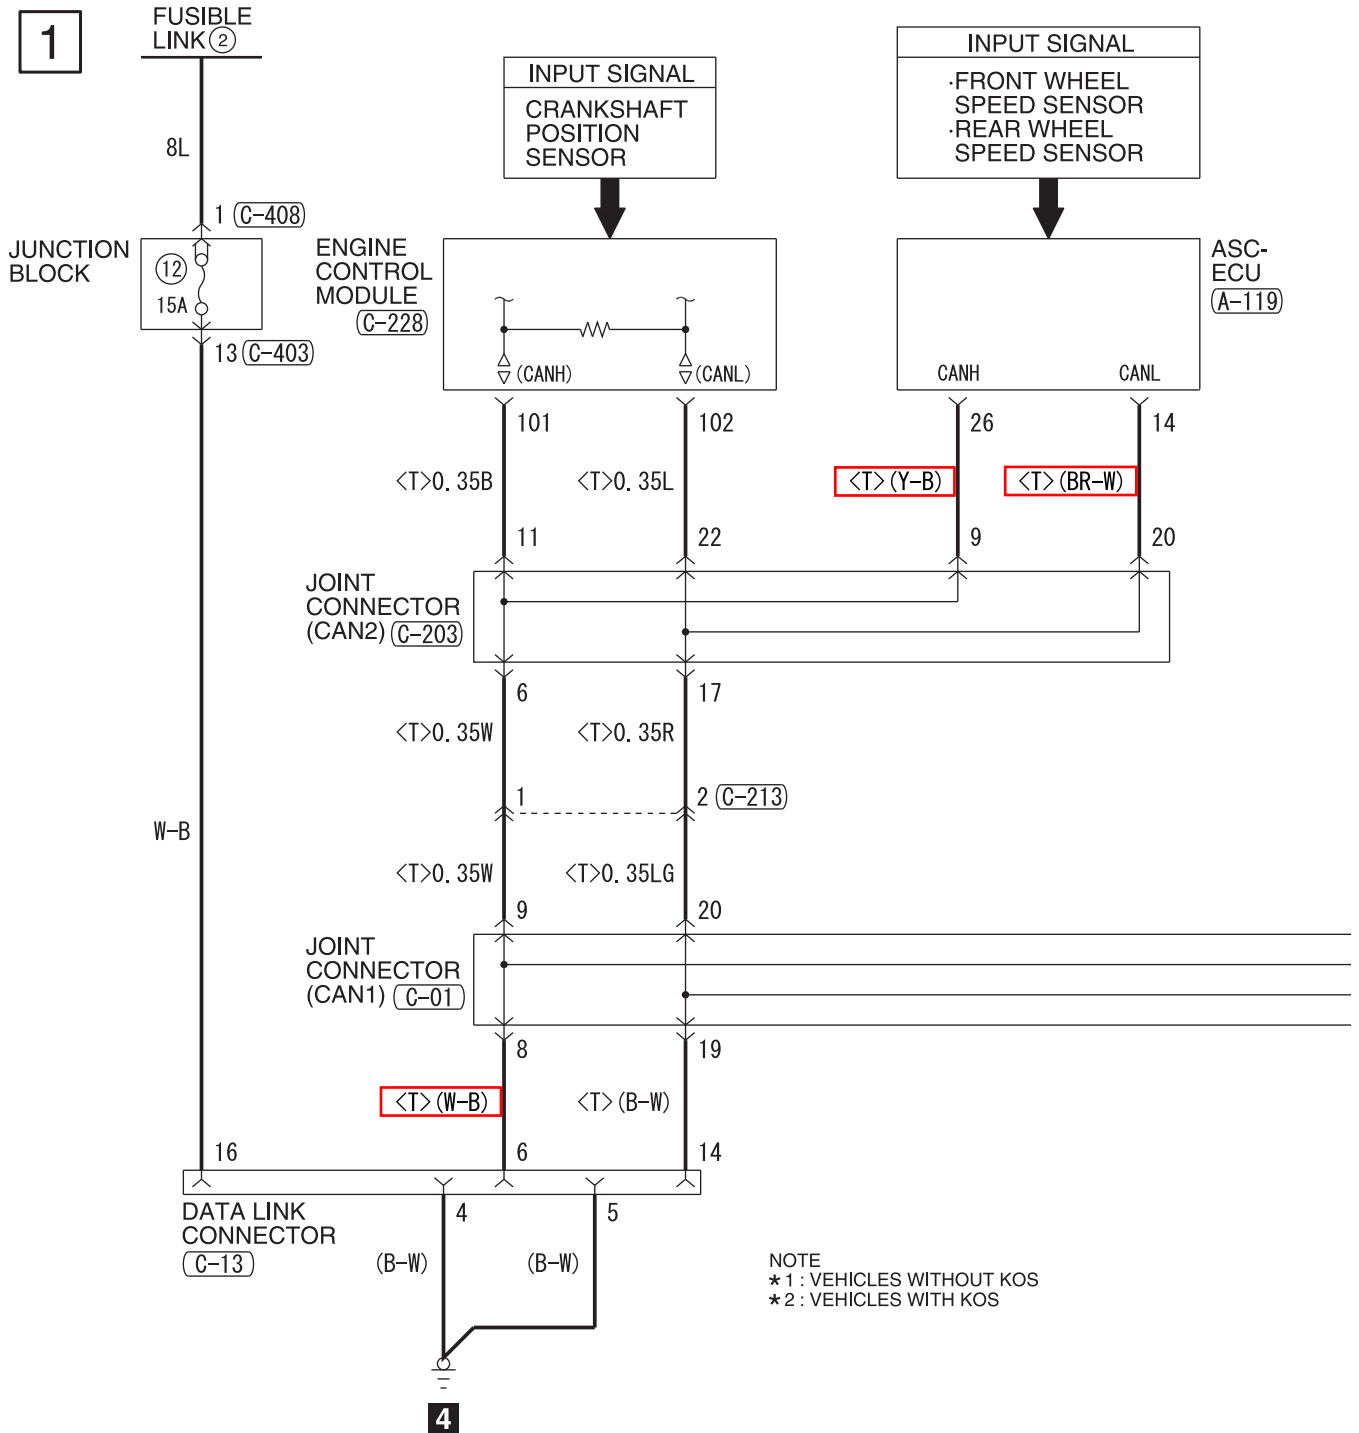 1
FUSIBLE
LINK 2
8L
1 C-408
JUNCTION
BLOCK
12
15A
13 C-403
W-B
INPUT SIGNAL
CRANKSHAFT
POSITION
SENSOR
ENGINE
CONTROL
MODULE
C-228
(CANH)
(CANL)
101
102
<T>0.35B
<T>0.35L
11
22
INPUT SIGNAL
·FRONT WHEEL
SPEED SENSOR
·REAR WHEEL
SPEED SENSOR
ASC-
ECU
A-119
CANH
CANL
26
14
<T>(Y-B)
<T>(BR-W)
9
20
JOINT
CONNECTOR
(CAN2) C-203
6
17
<T>0.35W
<T>0.35R
1
2 C-213
<T>0.35W
<T>0.35LG
9
20
JOINT
CONNECTOR
(CAN1) C-01
8
19
<T>(W-B)
<T>(B-W)
16
6
14
DATA LINK
CONNECTOR
C-13
4
5
(B-W)
(B-W)
4
NOTE
*1 : VEHICLES WITHOUT KOS
*2 : VEHICLES WITH KOS